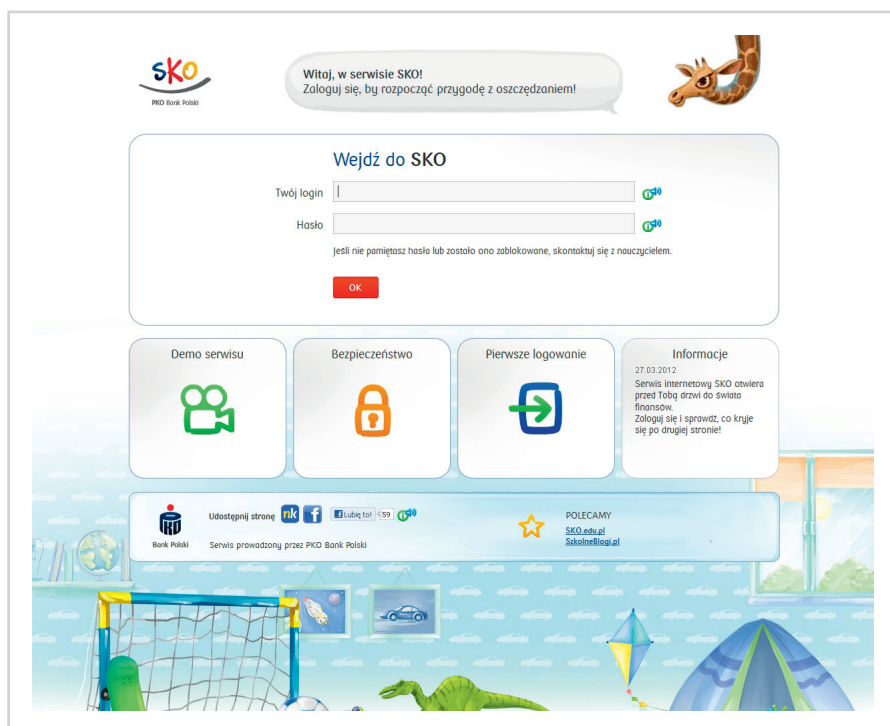 SKO
PKO Bank Polski
Witaj, w serwisie SKO!
Zaloguj się, by rozpocząć przygodę z oszczędzaniem!
Wejdź do SKO
Twój login
Hasło
Jeśli nie pamiętasz hasła lub zostało ono zablokowane, skontaktuj się z nauczycielem.
OK
Demo serwisu
Bezpieczeństwo
Pierwsze logowanie
Informacje
27.03.2012
Serwis internetowy SKO otwiera
przed Tobą drzwi do świata
finansów.
Zaloguj się i sprawdź, co kryje
się po drugiej stronie!
PKO
Bank Polski
Udostępnij stronę nk f Lubię to! 59
Serwis prowadzony przez PKO Bank Polski
POLECAMY
SKO.edu.pl
SzkolneBlogi.pl